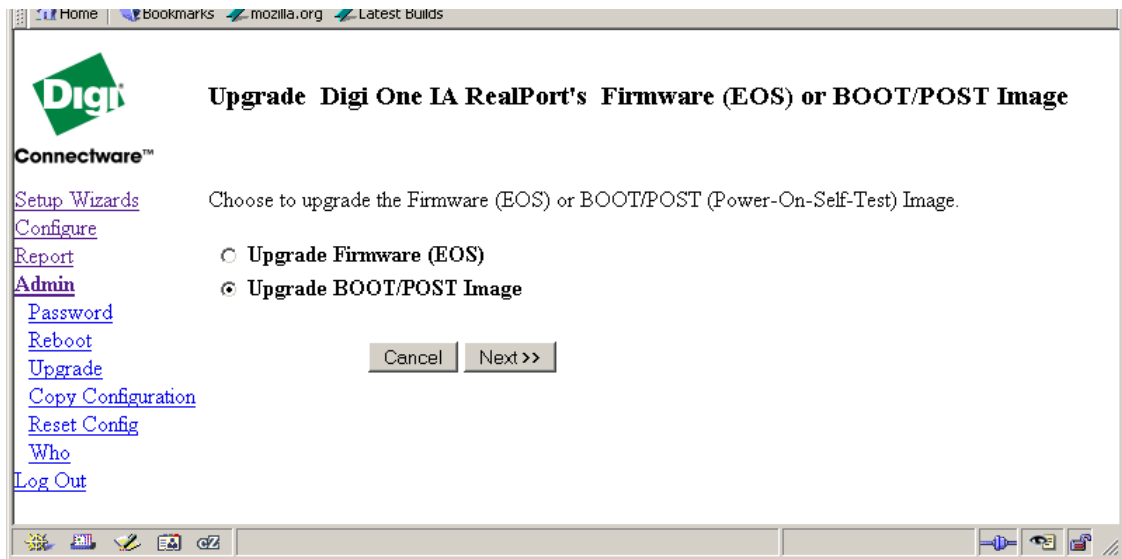 Home Bookmarks mozilla.org Latest Builds
Digi
Connectware™
Upgrade Digi One IA RealPort's Firmware (EOS) or BOOT/POST Image
Setup Wizards
Configure
Report
Admin
Password
Reboot
Upgrade
Copy Configuration
Reset Config
Who
Log Out
Choose to upgrade the Firmware (EOS) or BOOT/POST (Power-On-Self-Test) Image.
Upgrade Firmware (EOS)
Upgrade BOOT/POST Image
Cancel Next >>
cZ